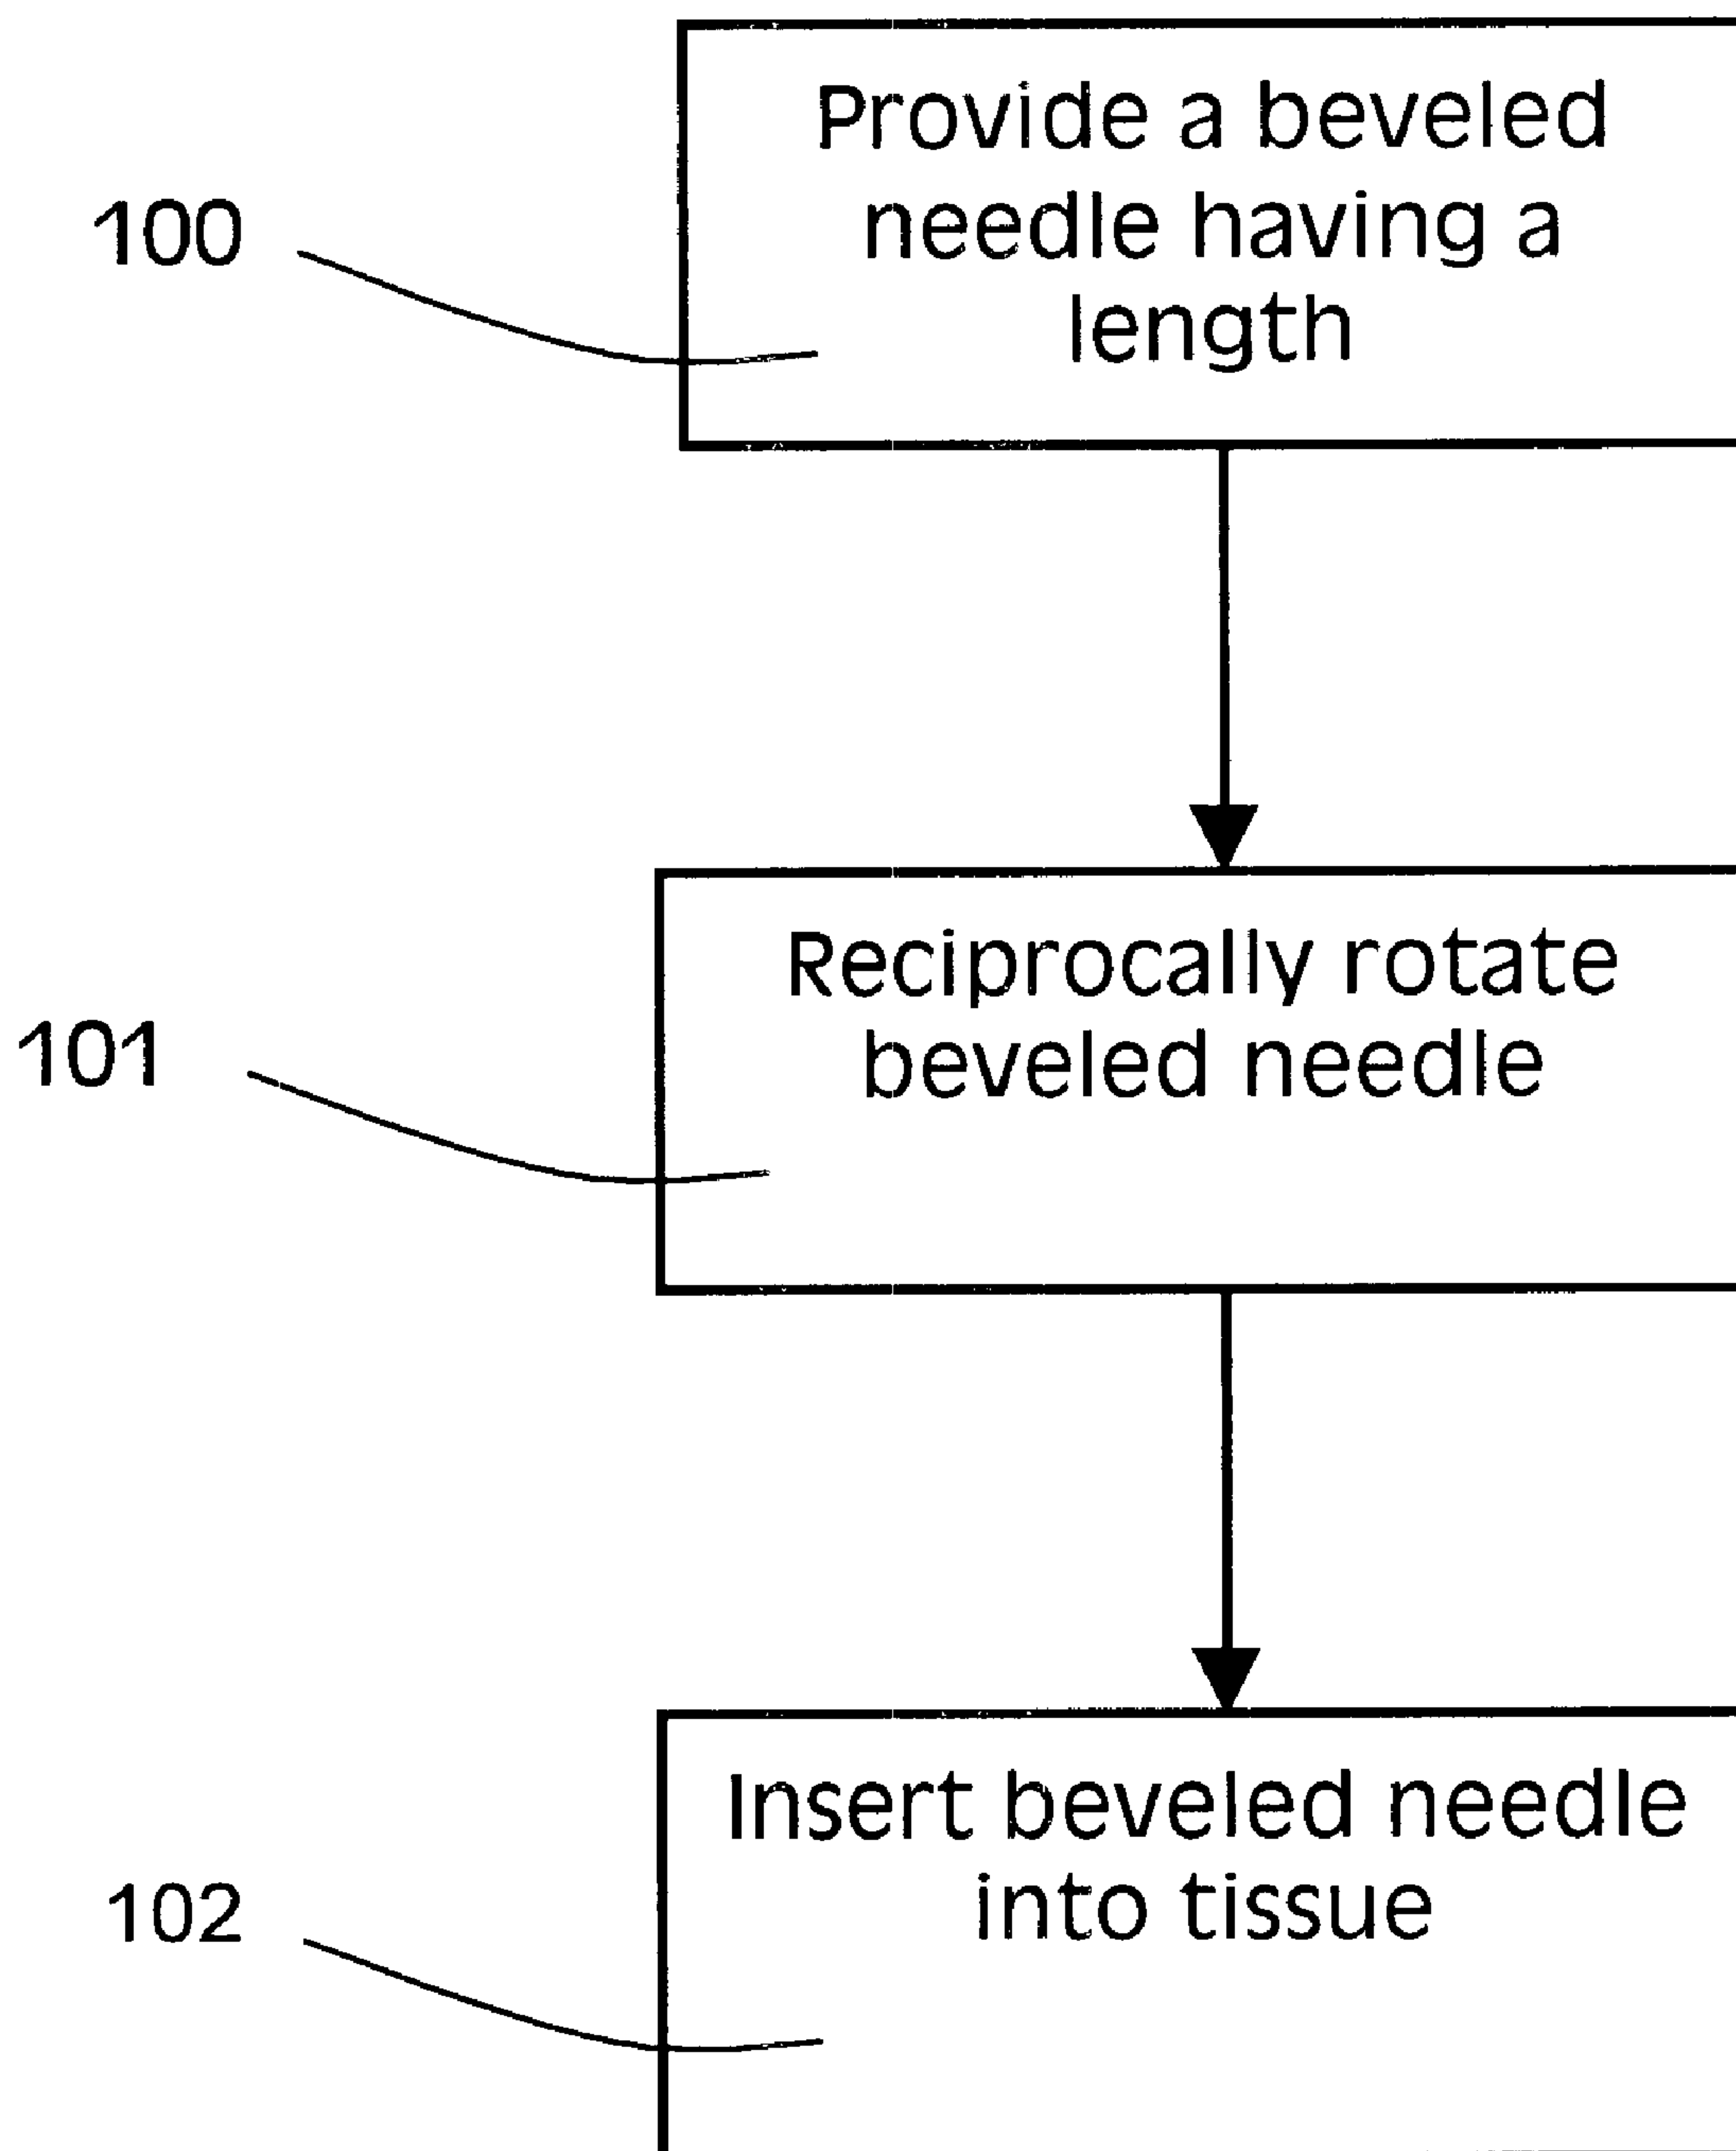 Provide a beveled
needle having a
length
100
Reciprocally rotate
beveled needle
101
Insert beveled needle
into tissue
102